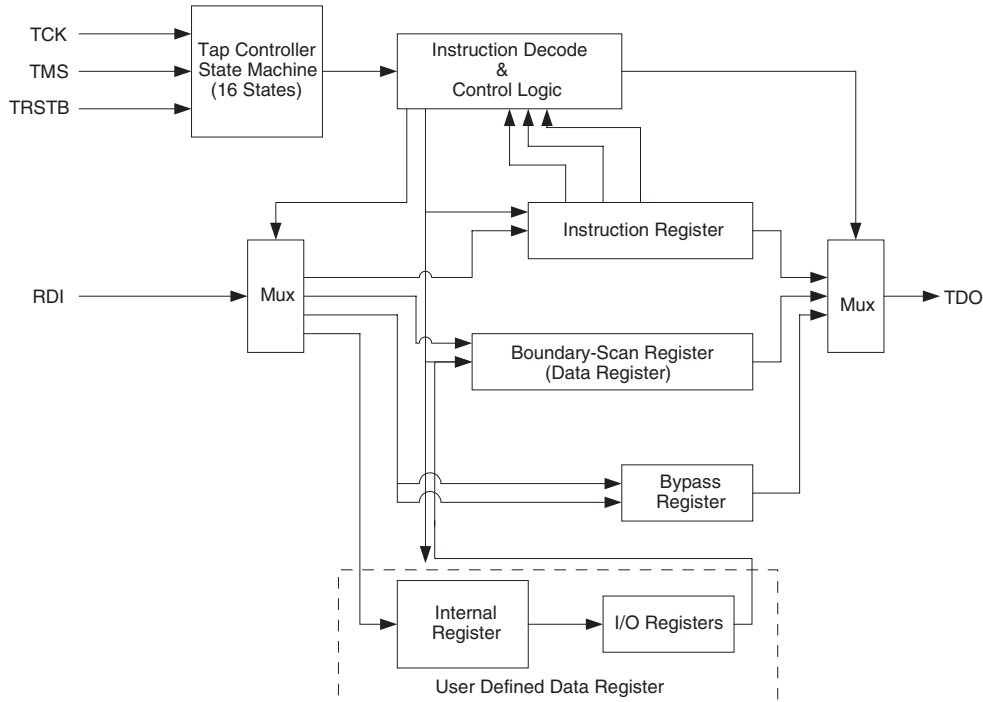 TCK
TMS
TRSTB
Tap Controller
State Machine
(16 States)
Instruction Decode
&
Control Logic
RDI
Mux
Instruction Register
Boundary-Scan Register
(Data Register)
Bypass
Register
Mux
TDO
Internal
Register
I/O Registers
User Defined Data Register